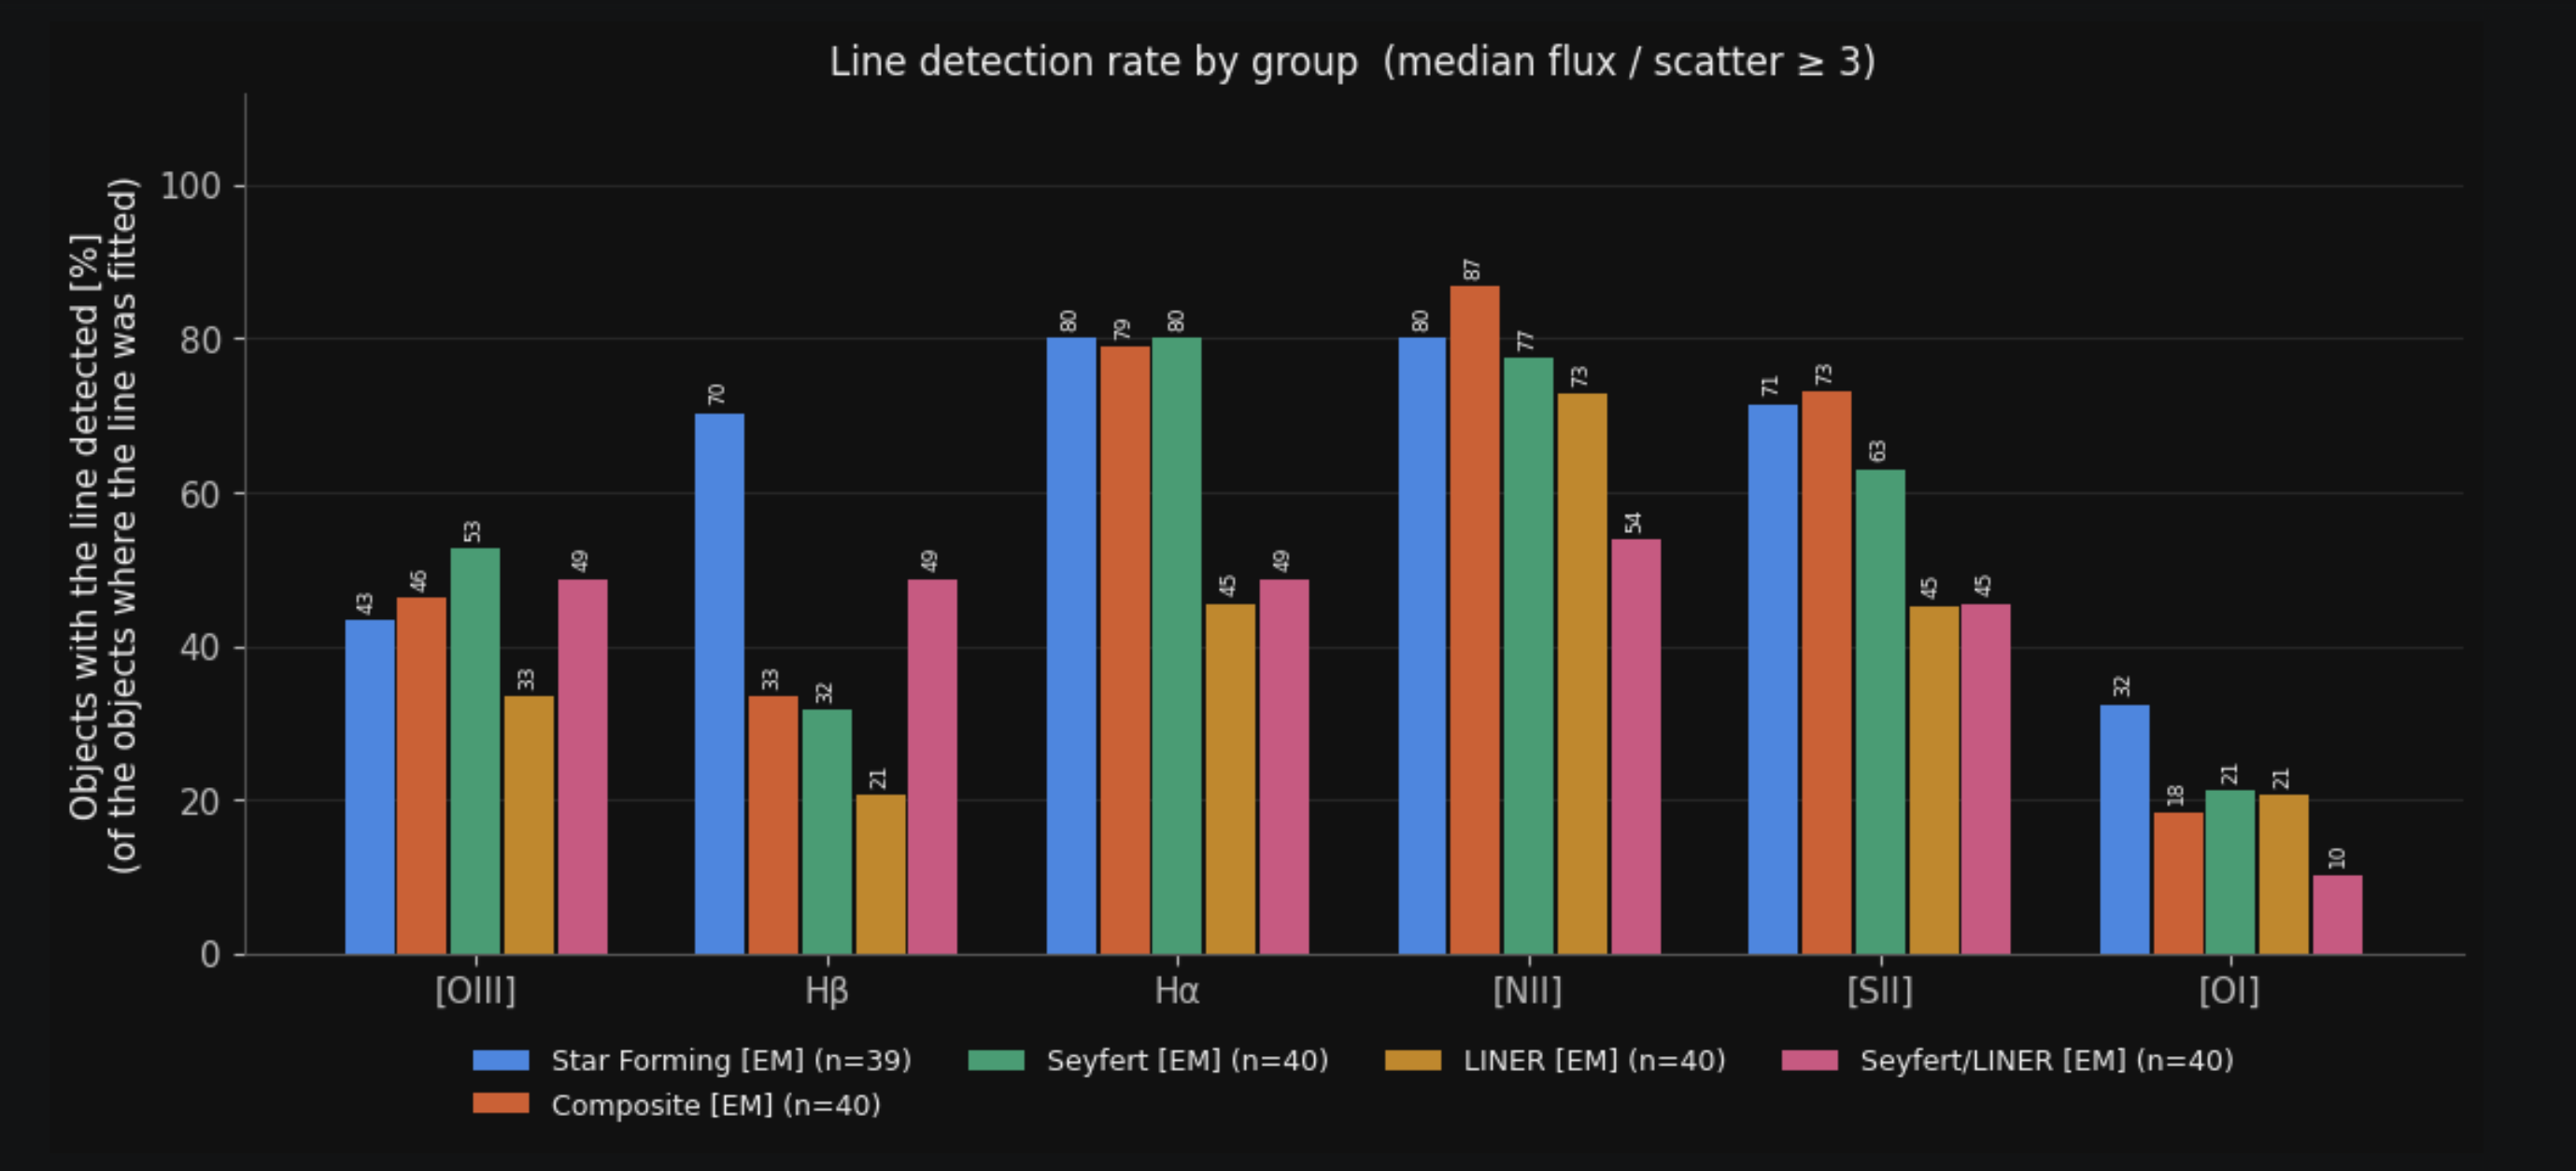 Line detection rate by group  (median flux / scatter ≥ 3)
Objects with the line detected [%]
(of the objects where the line was fitted)
100
80
60
40
20
0
43
46
53
33
49
70
33
32
21
49
80
79
80
45
49
80
87
77
73
54
71
73
63
45
45
32
18
21
21
10
[OIII]
Hβ
Hα
[NII]
[SII]
[OI]
Star Forming [EM] (n=39)
Seyfert [EM] (n=40)
LINER [EM] (n=40)
Seyfert/LINER [EM] (n=40)
Composite [EM] (n=40)